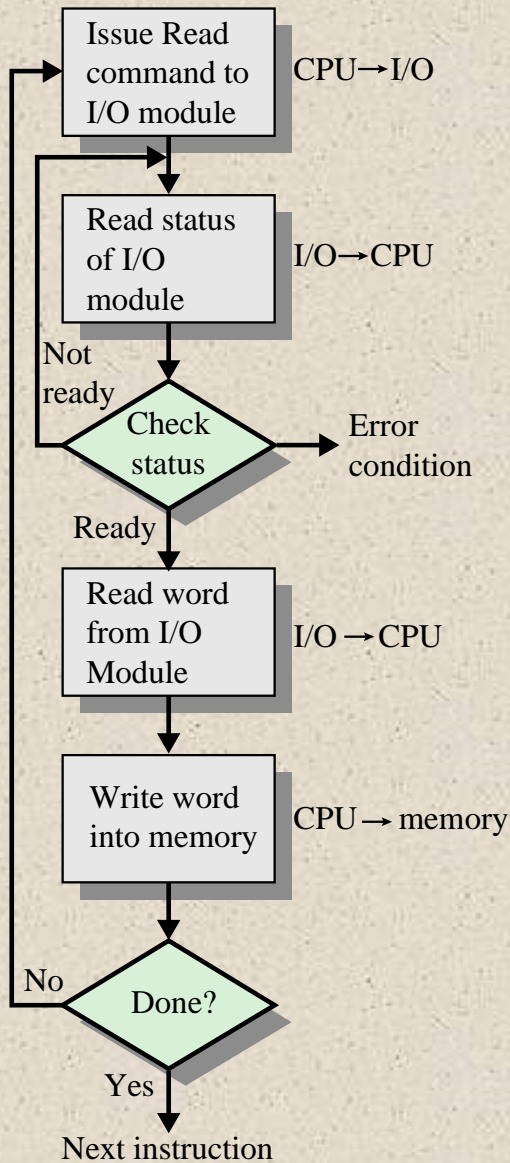 Issue Read
command to
I/O module
CPU→I/O
Read status
of I/O
module
I/O→CPU
Not
ready
Check
status
Error
condition
Ready
Read word
from I/O
Module
I/O → CPU
Write word
into memory
CPU → memory
No
Done?
Yes
Next instruction